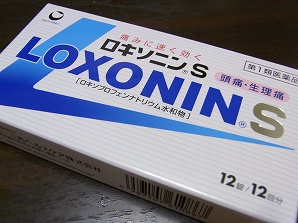 痛みに速く効く
第1類医薬品
ロキソニン®S
頭痛・生理痛
LOXONIN®S
[ロキソプロフェンナトリウム水和物]
12錠/12回分